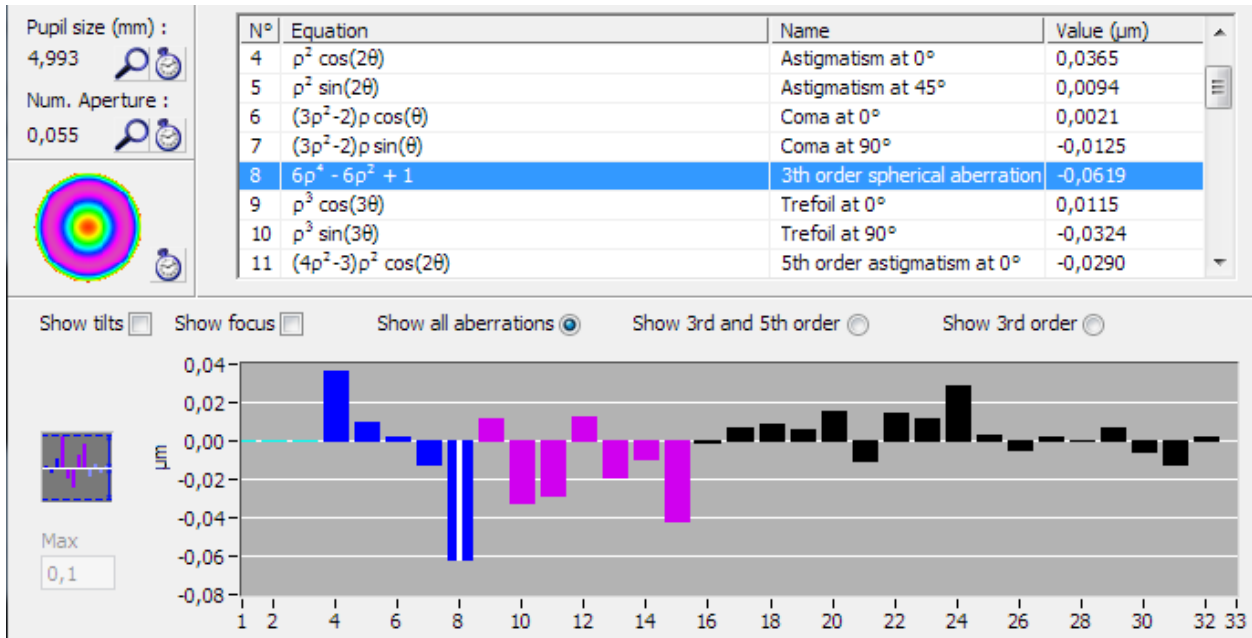 Pupil size (mm) :
4,993
Num. Aperture :
0,055
N° Equation Name Value (µm)
4 ρ² cos(2θ) Astigmatism at 0° 0,0365
5 ρ² sin(2θ) Astigmatism at 45° 0,0094
6 (3ρ²-2)ρ cos(θ) Coma at 0° 0,0021
7 (3ρ²-2)ρ sin(θ) Coma at 90° -0,0125
8 6ρ⁴ - 6ρ² + 1 3th order spherical aberration -0,0619
9 ρ³ cos(3θ) Trefoil at 0° 0,0115
10 ρ³ sin(3θ) Trefoil at 90° -0,0324
11 (4ρ²-3)ρ² cos(2θ) 5th order astigmatism at 0° -0,0290
Show tilts Show focus Show all aberrations Show 3rd and 5th order Show 3rd order
0,04
0,02
0,00
-0,02
-0,04
-0,06
-0,08
µm
Max
0,1
1 2 4 6 8 10 12 14 16 18 20 22 24 26 28 30 32 33